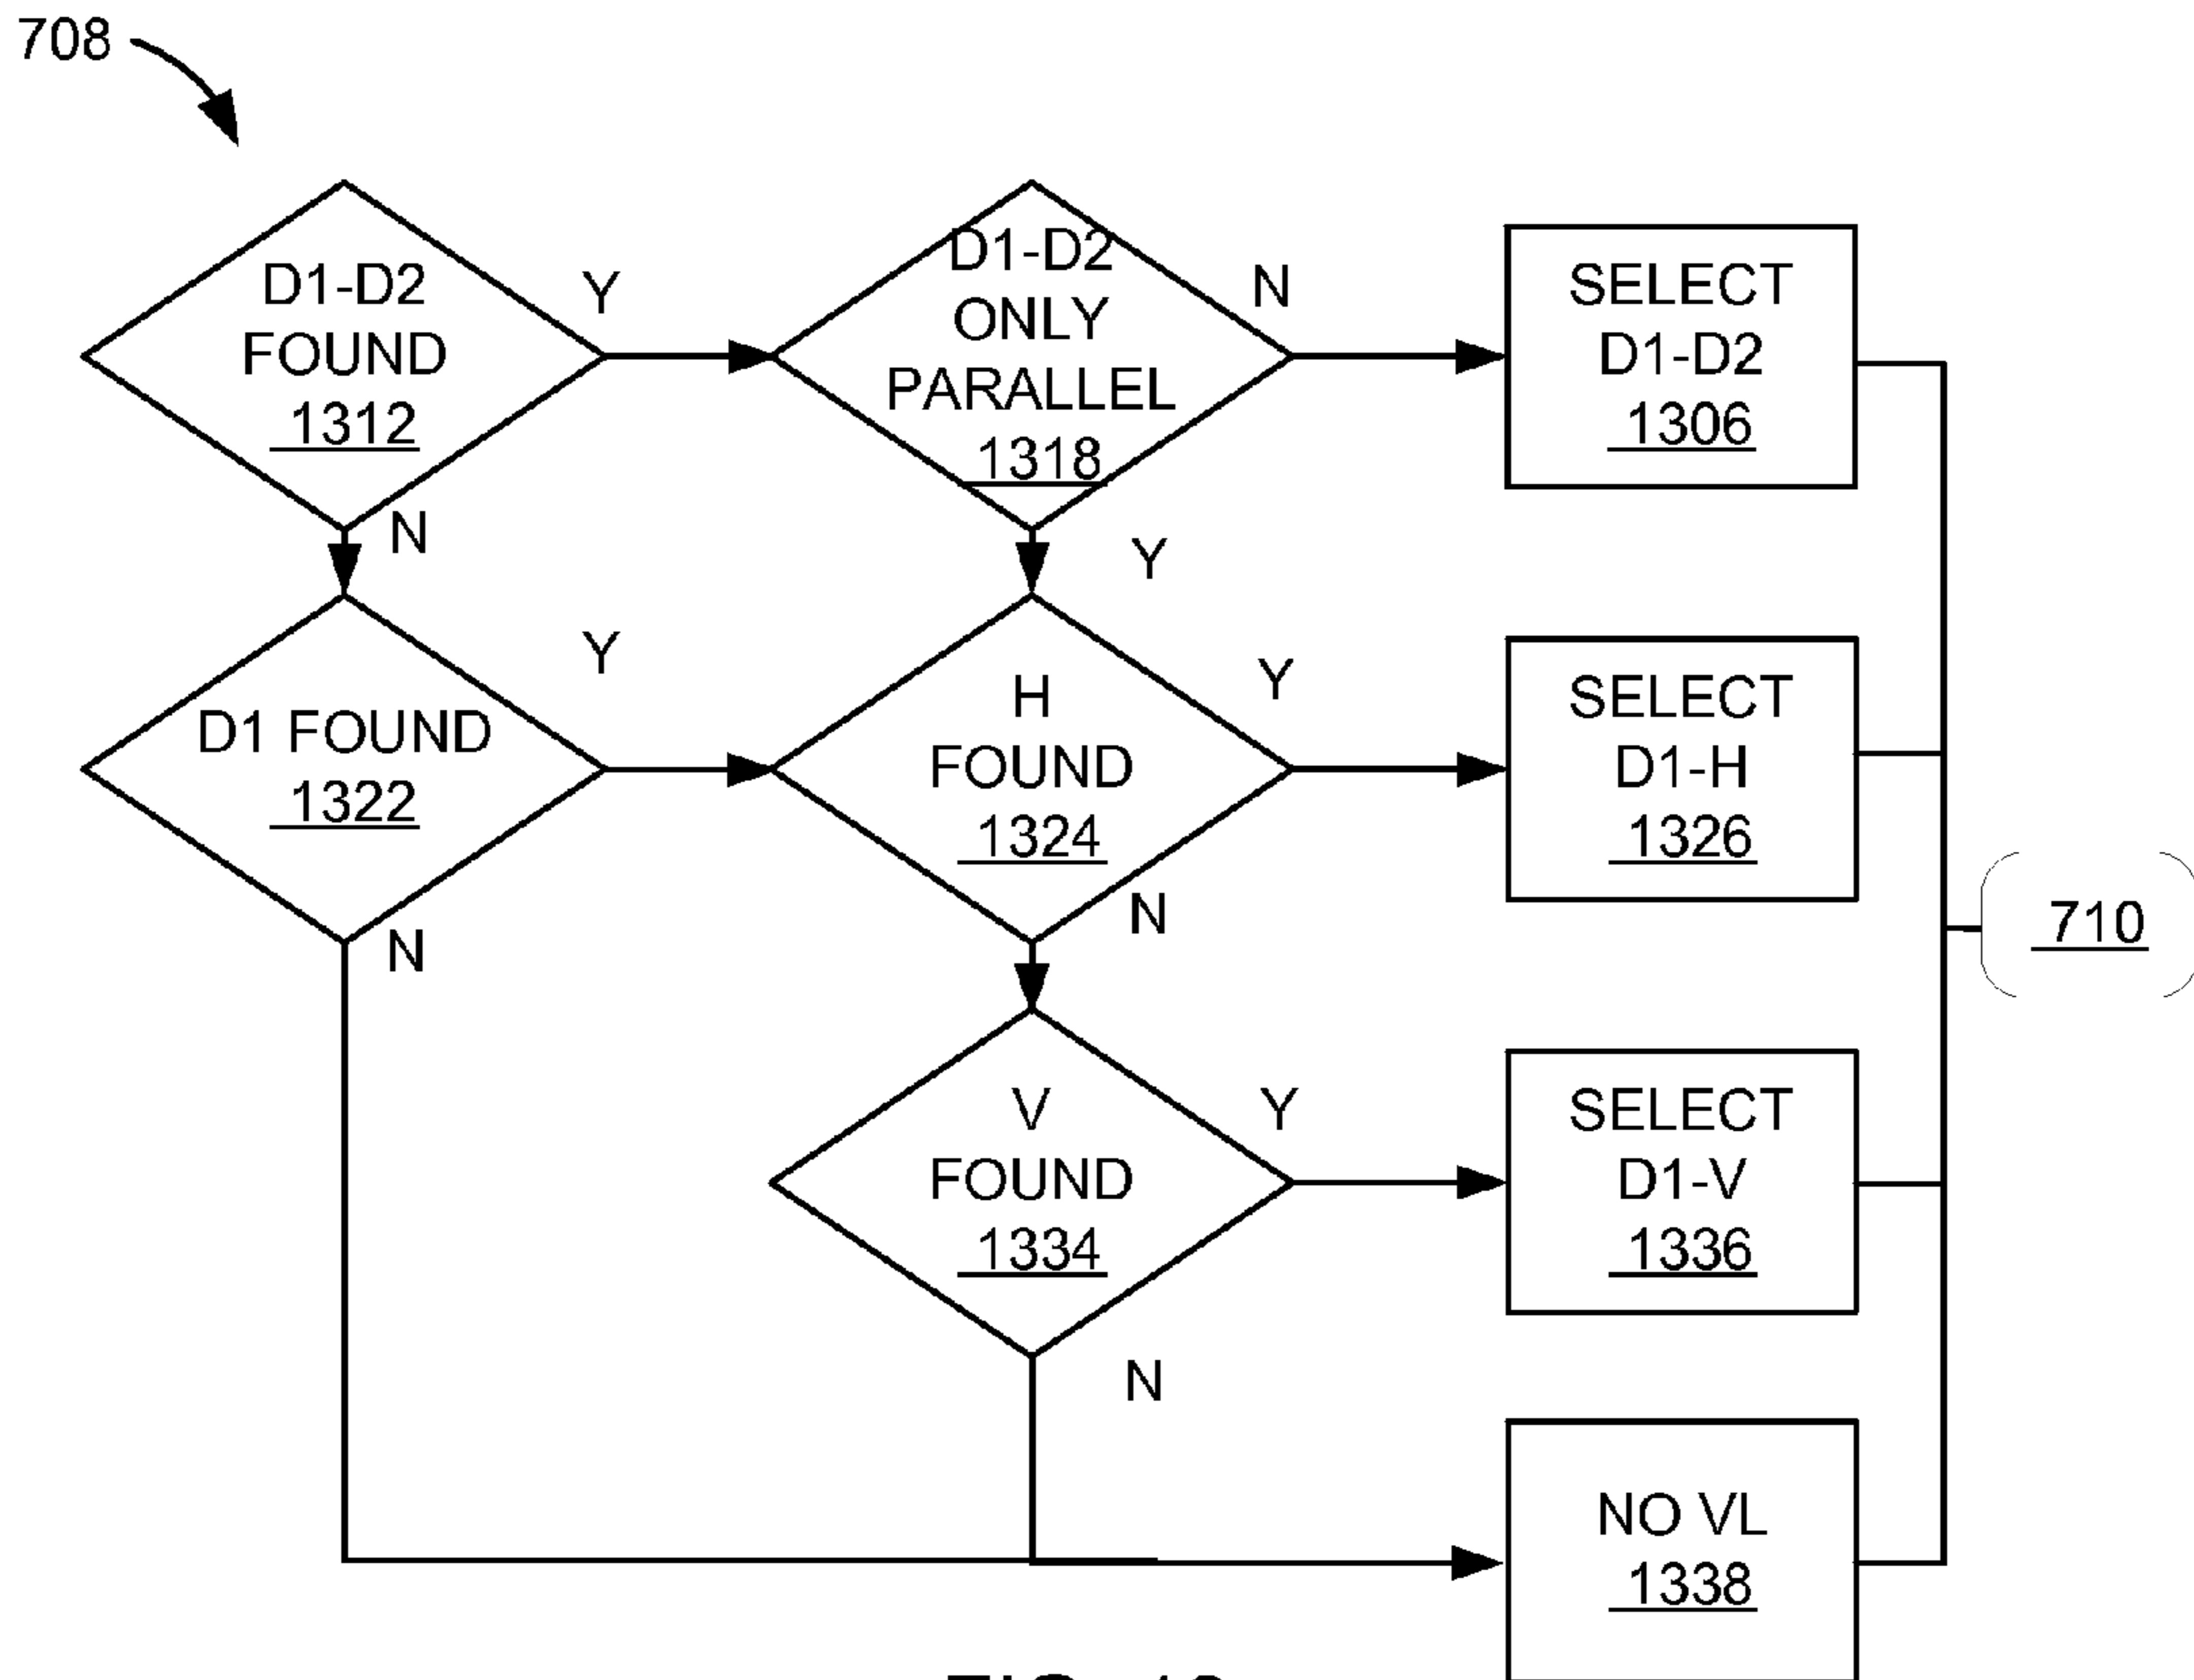 708
D1-D2
FOUND
1312
Y
N
D1-D2
ONLY
PARALLEL
1318
N
Y
SELECT
D1-D2
1306
D1 FOUND
1322
Y
N
H
FOUND
1324
Y
N
SELECT
D1-H
1326
710
V
FOUND
1334
Y
N
SELECT
D1-V
1336
NO VL
1338